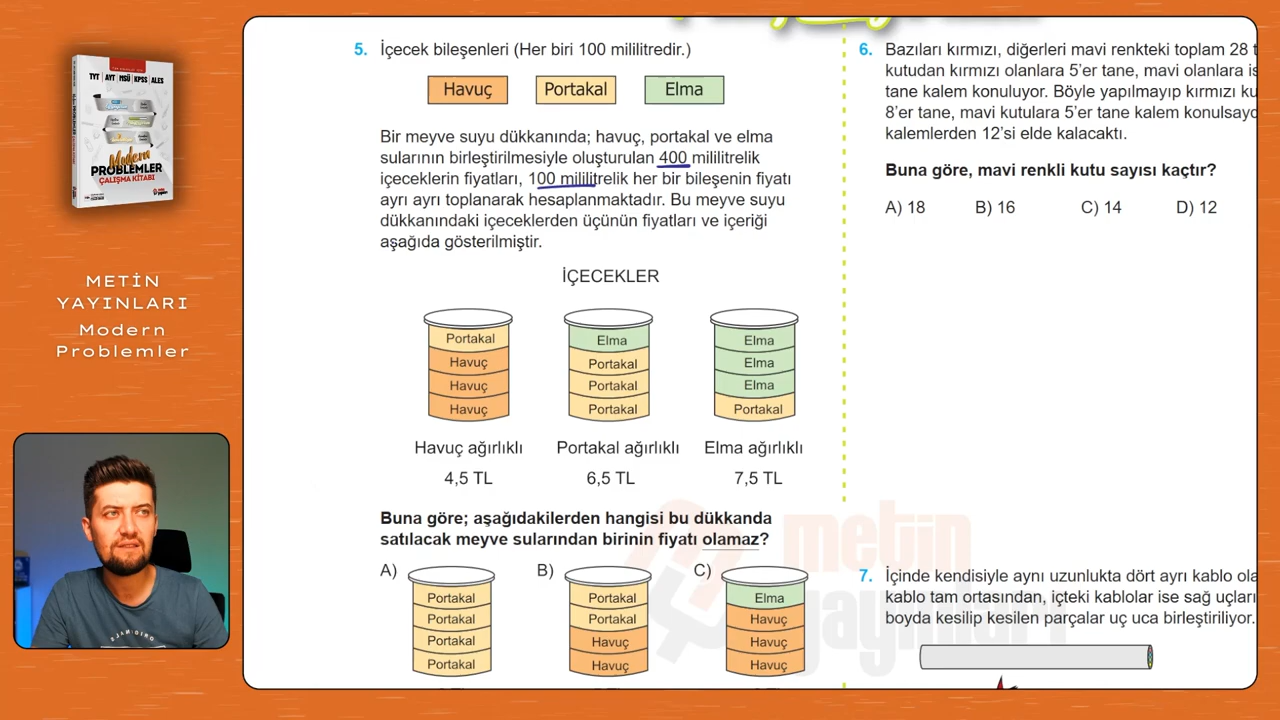 TYT AYT MSÜ KPSS ALES
Modern
PROBLEMLER
ÇALIŞMA KİTABI
METİN
YAYINLARI
Modern
Problemler
5. İçecek bileşenleri (Her biri 100 mililitredir.)
Havuç Portakal Elma
Bir meyve suyu dükkanında; havuç, portakal ve elma
sularının birleştirilmesiyle oluşturulan 400 mililitrelik
içeceklerin fiyatları, 100 mililitrelik her bir bileşenin fiyatı
ayrı ayrı toplanarak hesaplanmaktadır. Bu meyve suyu
dükkanındaki içeceklerden üçünün fiyatları ve içeriği
aşağıda gösterilmiştir.
İÇECEKLER
Portakal Elma Elma
Havuç Portakal Elma
Havuç Portakal Elma
Havuç Portakal Portakal
Havuç ağırlıklı Portakal ağırlıklı Elma ağırlıklı
4,5 TL 6,5 TL 7,5 TL
Buna göre; aşağıdakilerden hangisi bu dükkanda
satılacak meyve sularından birinin fiyatı olamaz?
A) B) C)
Portakal Portakal Elma
Portakal Portakal Havuç
Portakal Havuç Havuç
Portakal Havuç Havuç
6. Bazıları kırmızı, diğerleri mavi renkteki toplam 28
kutudan kırmızı olanlara 5'er tane, mavi olanlara
tane kalem konuluyor. Böyle yapılmayıp kırmızı
8'er tane, mavi kutulara 5'er tane kalem
kalemlerden 12'si elde kalacaktı.
Buna göre, mavi renkli kutu sayısı kaçtır?
A) 18 B) 16 C) 14 D) 12
metin
yayınları
7. İçinde kendisiyle aynı uzunlukta dört ayrı kablo
kablo tam ortasından, içteki kablolar ise sağ
boyda kesilip kesilen parçalar uç uca birleştiriliyor.